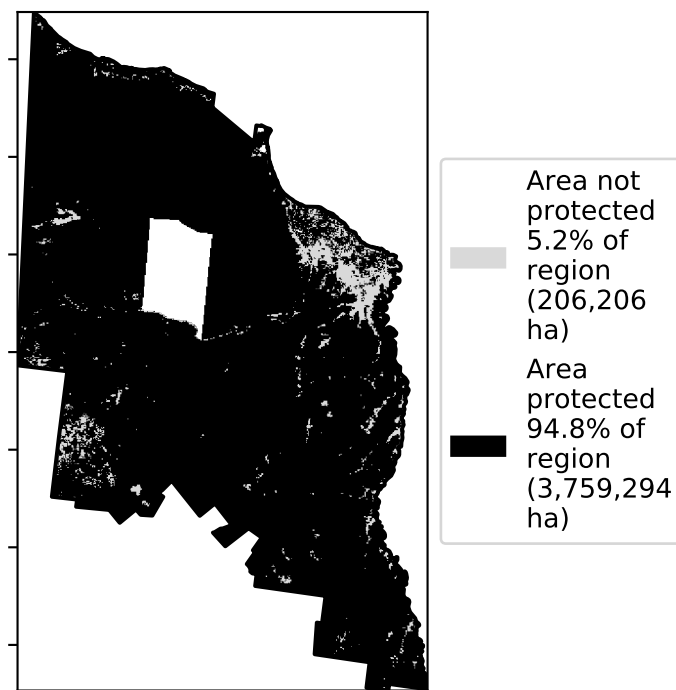 Area not
protected
5.2% of
region
(206,206
ha)
Area
protected
94.8% of
region
(3,759,294
ha)